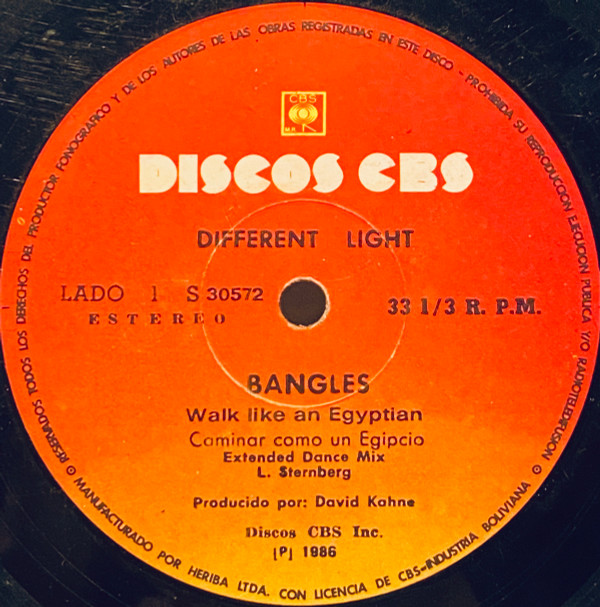 RESERVADOS TODOS LOS DERECHOS DEL PRODUCTOR FONOGRAFICO Y DE LOS AUTORES DE LAS OBRAS REGISTRADAS EN ESTE DISCO - PROHIBIDA SU REPRODUCCION EJECUCION PUBLICA Y/O RADIOTELEDIFUSION
CBS
M.R.
DISCOS CBS
DIFFERENT LIGHT
LADO 1 S 30572
ESTEREO
33 1/3 R. P. M.
BANGLES
Walk like an Egyptian
Caminar como un Egipcio
Extended Dance Mix
L. Sternberg
Producido por: David Kahne
Discos CBS Inc.
[P] 1986
MANUFACTURADO POR HERIBA LTDA. CON LICENCIA DE CBS-INDUSTRIA BOLIVIANA